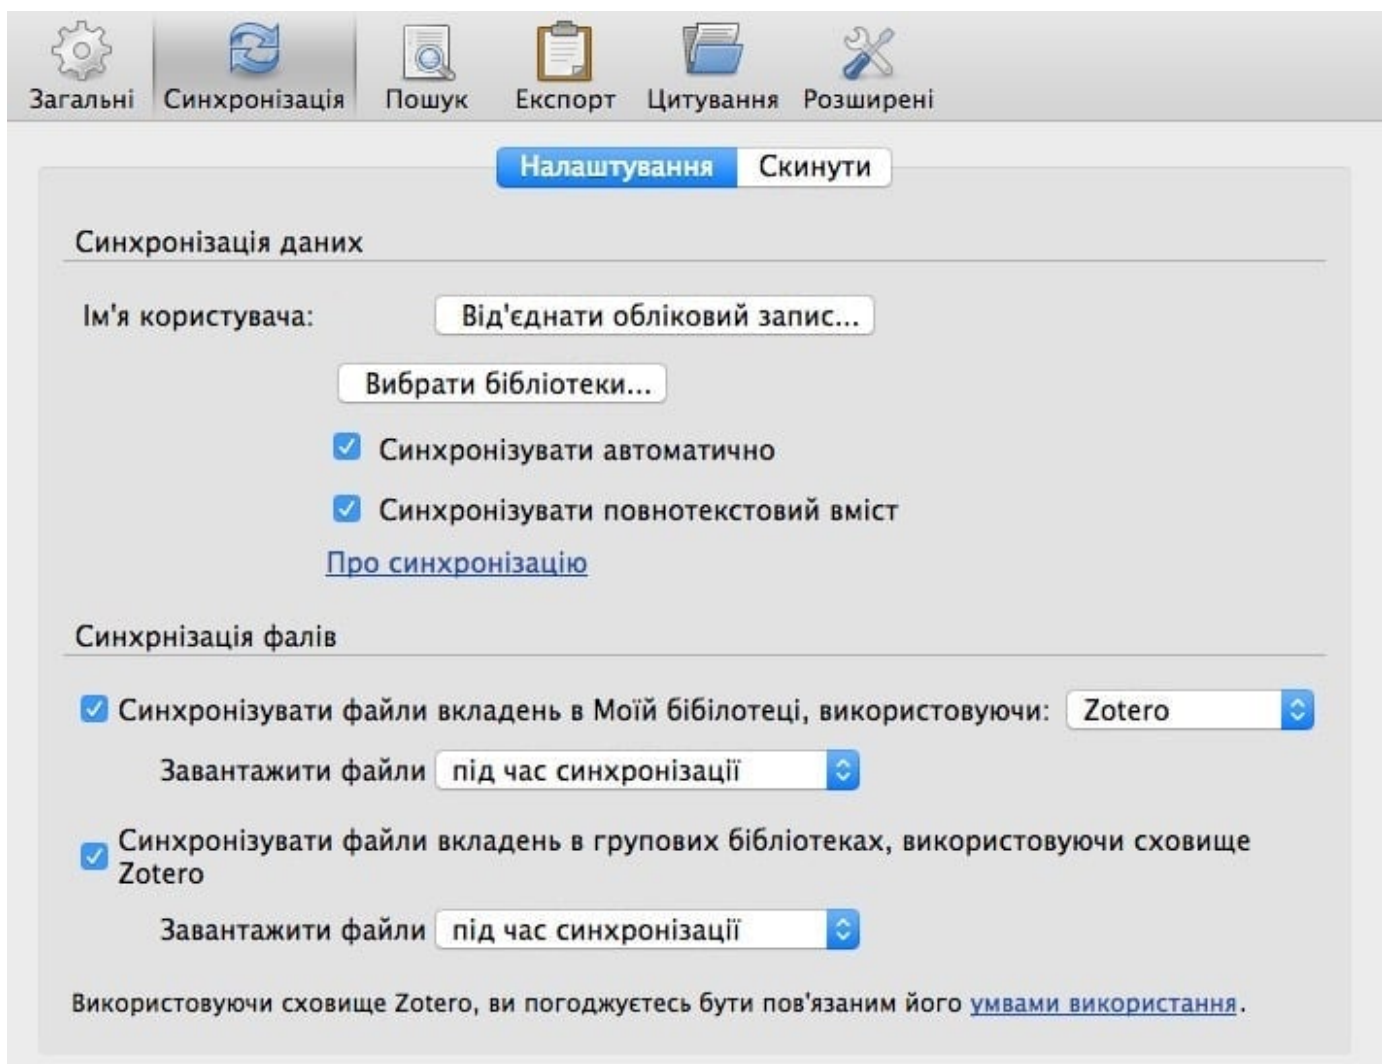 Загальні Синхронізація Пошук Експорт Цитування Розширені
Налаштування Скинути
Синхронізація даних
Ім'я користувача: Від'єднати обліковий запис...
Вибрати бібліотеки...
Синхронізувати автоматично
Синхронізувати повнотекстовий вміст
Про синхронізацію
Синхрнізація фалів
Синхронізувати файли вкладень в Моїй бібілотеці, використовуючи: Zotero
Завантажити файли під час синхронізації
Синхронізувати файли вкладень в групових бібліотеках, використовуючи сховище
Zotero
Завантажити файли під час синхронізації
Використовуючи сховище Zotero, ви погоджуєтесь бути пов'язаним його умвами використання.